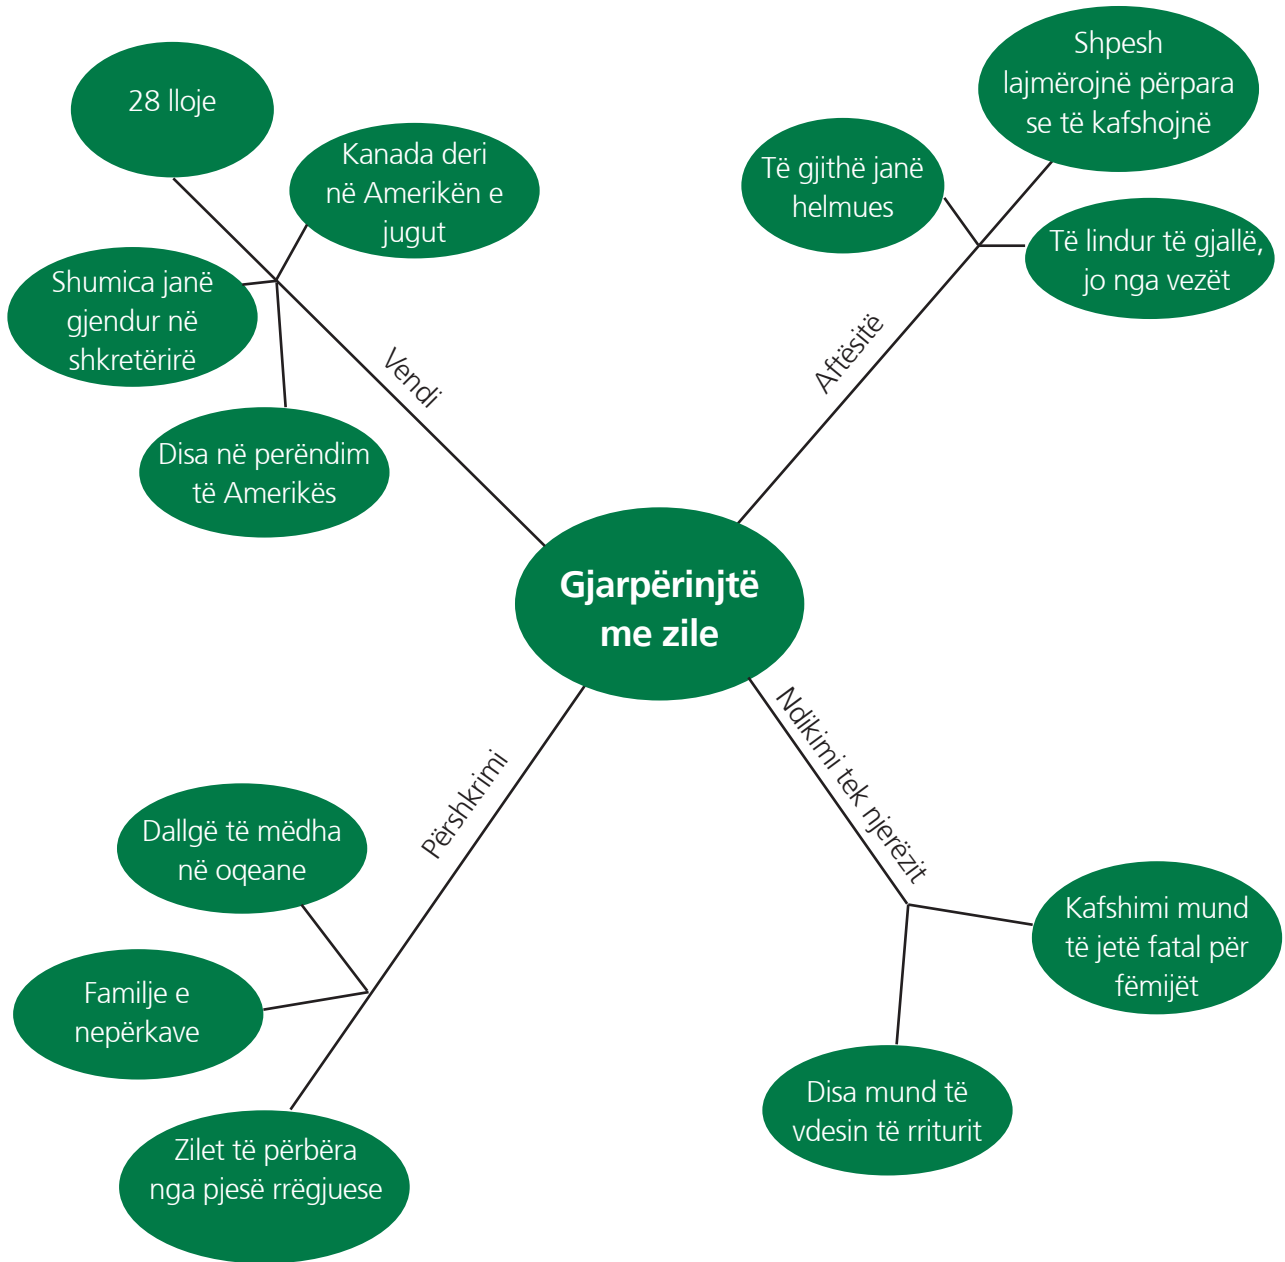 28 lloje
Kanada deri
në Amerikën e
jugut
Shumica janë
gjendur në
shkretërirë
Disa në perëndim
të Amerikës
Vendi
Shpesh
lajmërojnë përpara
se të kafshojnë
Të gjithë janë
helmues
Të lindur të gjallë,
jo nga vezët
Aftësitë
Gjarpërinjtë
me zile
Përshkrimi
Dallgë të mëdha
në oqeane
Familje e
nepërkave
Zilet të përbëra
nga pjesë rrëgjuese
Ndikimi tek njerëzit
Kafshimi mund
të jetë fatal për
fëmijët
Disa mund të
vdesin të rriturit